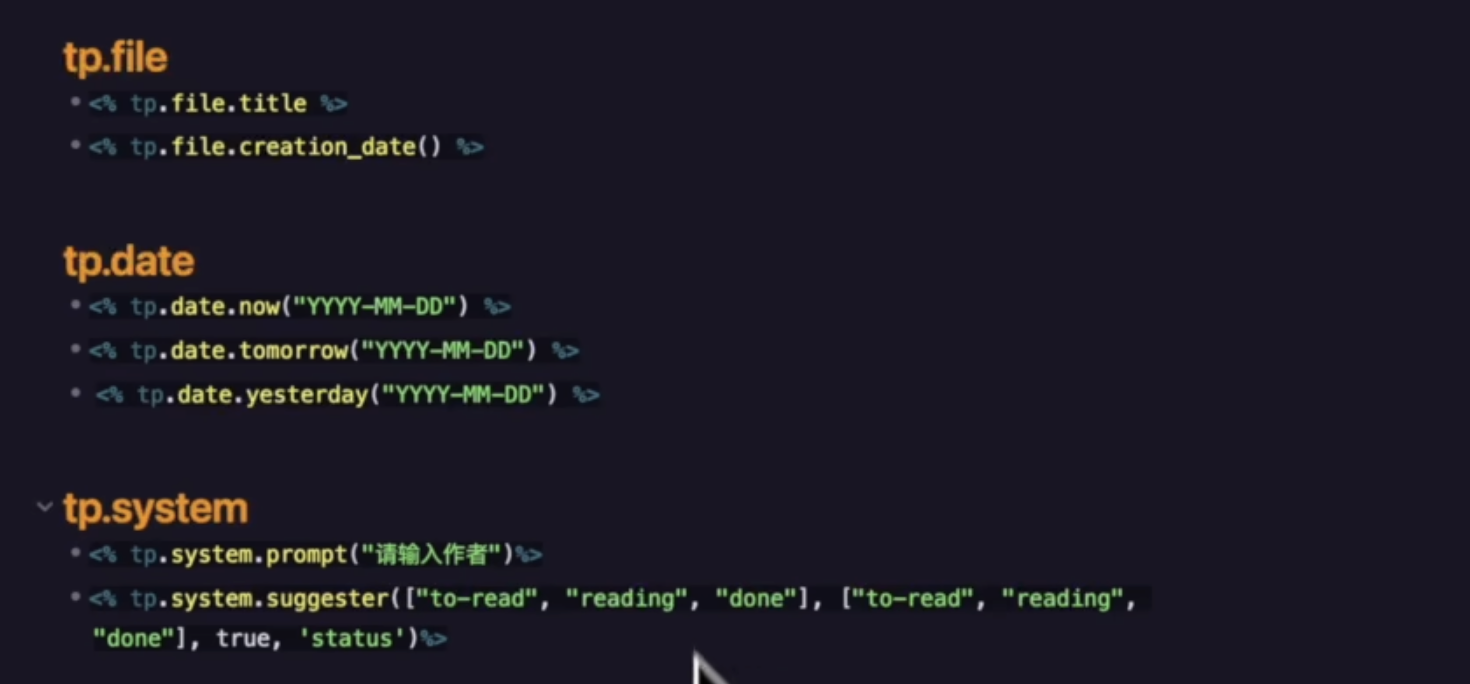 tp.file
<% tp.file.title %>
<% tp.file.creation_date() %>
tp.date
<% tp.date.now("YYYY-MM-DD") %>
<% tp.date.tomorrow("YYYY-MM-DD") %>
<% tp.date.yesterday("YYYY-MM-DD") %>
tp.system
<% tp.system.prompt("请输入作者")%>
<% tp.system.suggester(["to-read", "reading", "done"], ["to-read", "reading",
"done"], true, 'status')%>